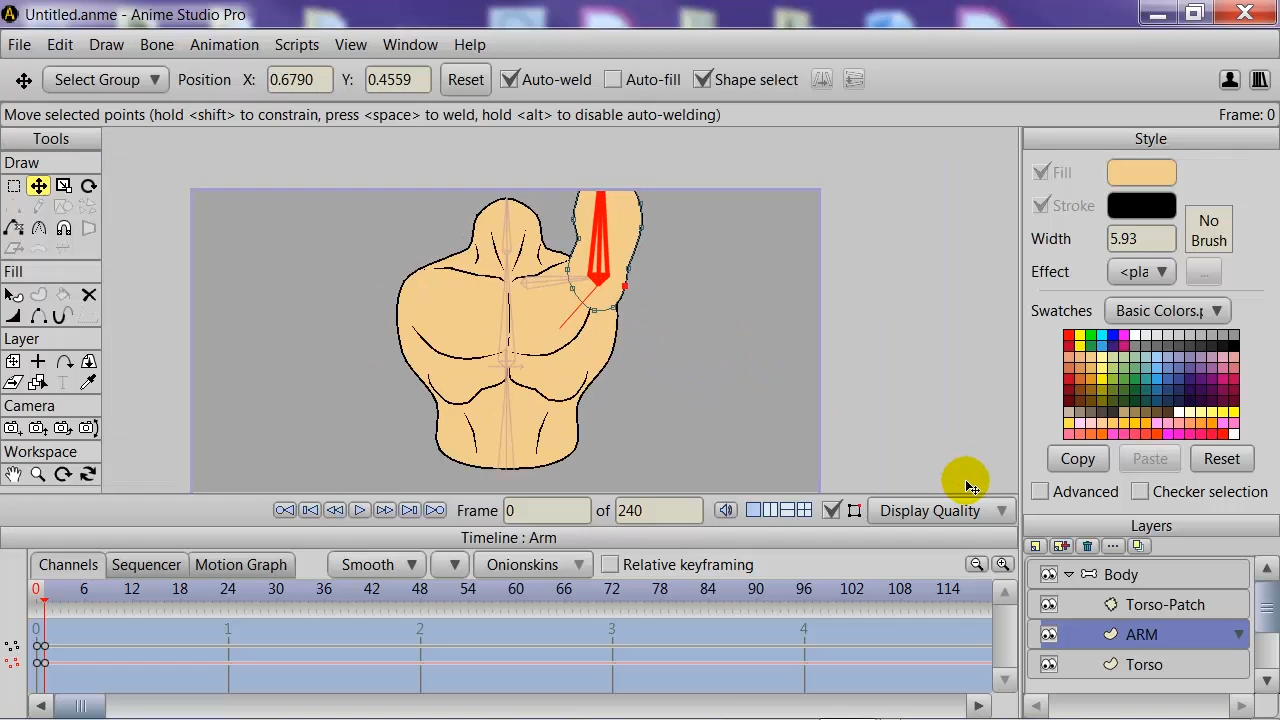 Untitled.anme - Anime Studio Pro
File Edit Draw Bone Animation Scripts View Window Help
Select Group Position X: 0.6790 Y: 0.4559 Reset Auto-weld Auto-fill Shape select
Move selected points (hold <shift> to constrain, press <space> to weld, hold <alt> to disable auto-welding) Frame: 0
Tools
Draw
Fill
Layer
Camera
Workspace
Style
Fill
Stroke
No Brush
Width 5.93
Effect <pla ...
Swatches Basic Colors.p
Copy Paste Reset
Advanced Checker selection
Frame 0 of 240 Display Quality
Layers
Body
Torso-Patch
ARM
Torso
Timeline : Arm
Channels Sequencer Motion Graph Smooth Onionskins Relative keyframing
0 6 12 18 24 30 36 42 48 54 60 66 72 78 84 90 96 102 108 114
0 1 2 3 4